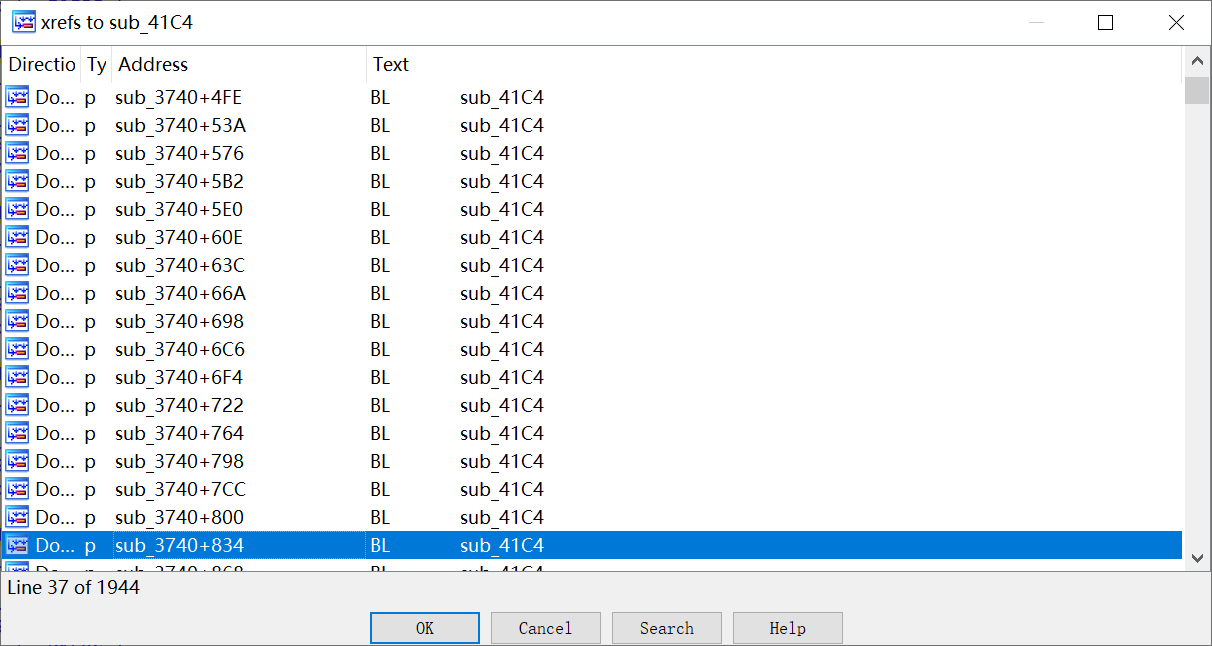 xrefs to sub_41C4
Directio Ty Address Text
Do... p sub_3740+4FE BL sub_41C4
Do... p sub_3740+53A BL sub_41C4
Do... p sub_3740+576 BL sub_41C4
Do... p sub_3740+5B2 BL sub_41C4
Do... p sub_3740+5E0 BL sub_41C4
Do... p sub_3740+60E BL sub_41C4
Do... p sub_3740+63C BL sub_41C4
Do... p sub_3740+66A BL sub_41C4
Do... p sub_3740+698 BL sub_41C4
Do... p sub_3740+6C6 BL sub_41C4
Do... p sub_3740+6F4 BL sub_41C4
Do... p sub_3740+722 BL sub_41C4
Do... p sub_3740+764 BL sub_41C4
Do... p sub_3740+798 BL sub_41C4
Do... p sub_3740+7CC BL sub_41C4
Do... p sub_3740+800 BL sub_41C4
Do... p sub_3740+834 BL sub_41C4
Line 37 of 1944
OK Cancel Search Help